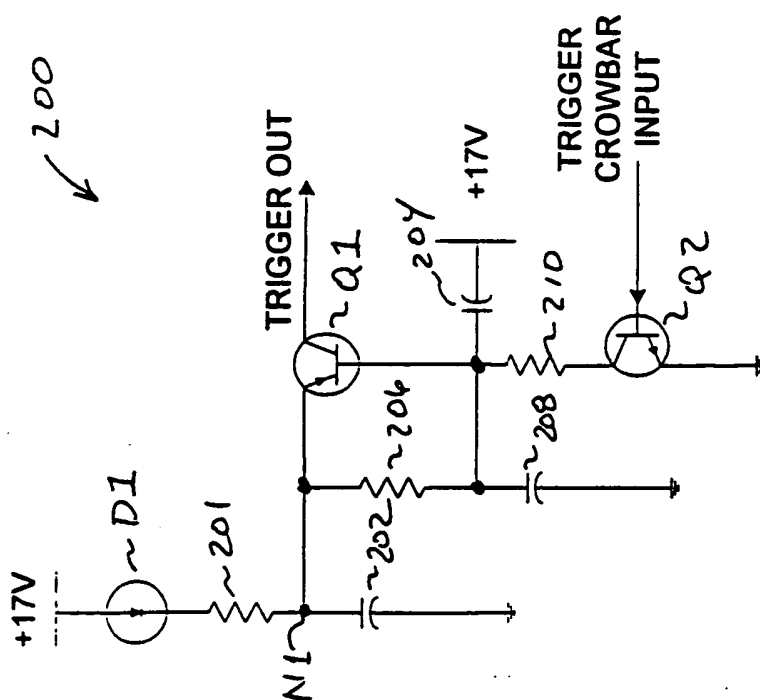 200
+17V
D1
201
N1
202
TRIGGER OUT
Q1
206
204
+17V
208
210
Q2
TRIGGER
CROWBAR
INPUT